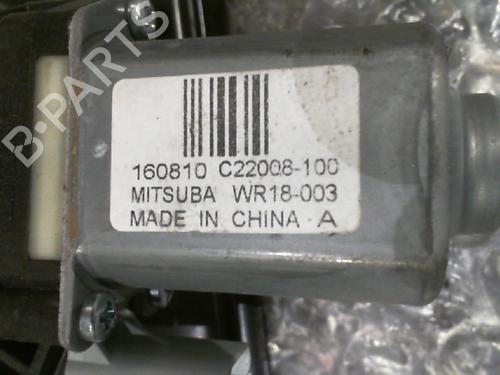 B-PARTS
160810 C22008-100
MITSUBA WR18-003
MADE IN CHINA A